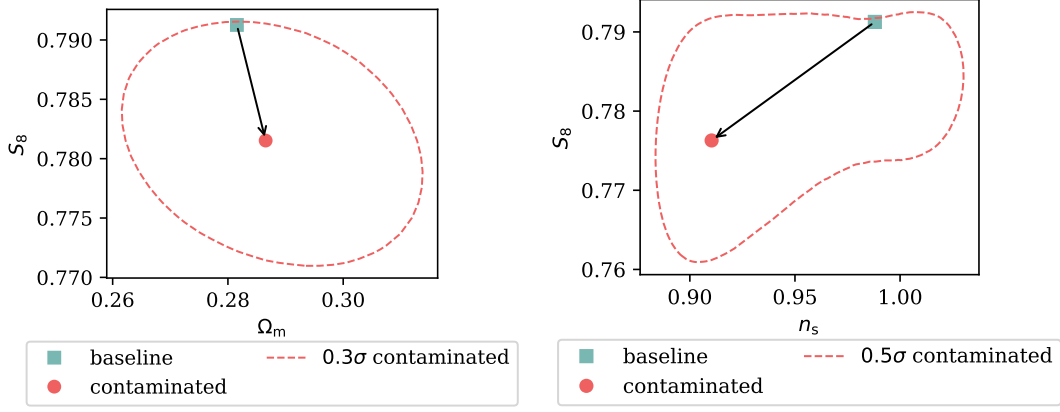 0.790
0.785
0.780
0.775
0.770
S₈
0.26
0.28
0.30
Ωₘ
baseline
0.3σ contaminated
contaminated
0.79
0.78
0.77
0.76
S₈
0.90
0.95
1.00
nₛ
baseline
0.5σ contaminated
contaminated